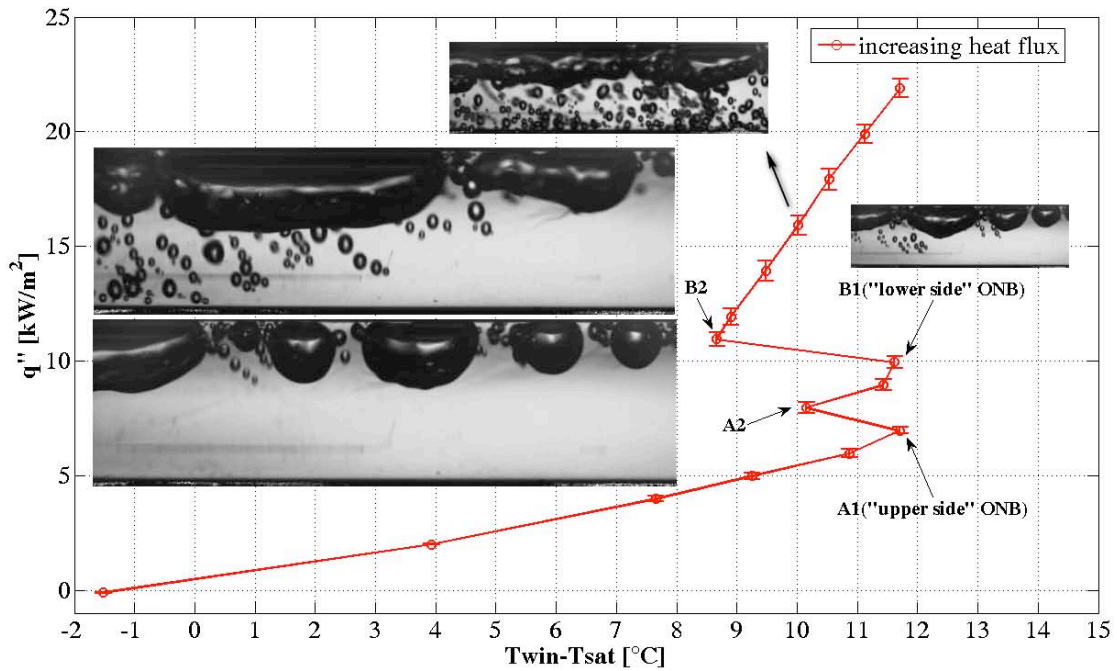 25
20
15
10
5
0
q" [kW/m²]
increasing heat flux
B2
B1("lower side" ONB)
A2
A1("upper side" ONB)
-2 -1 0 1 2 3 4 5 6 7 8 9 10 11 12 13 14 15
Twin-Tsat [°C]